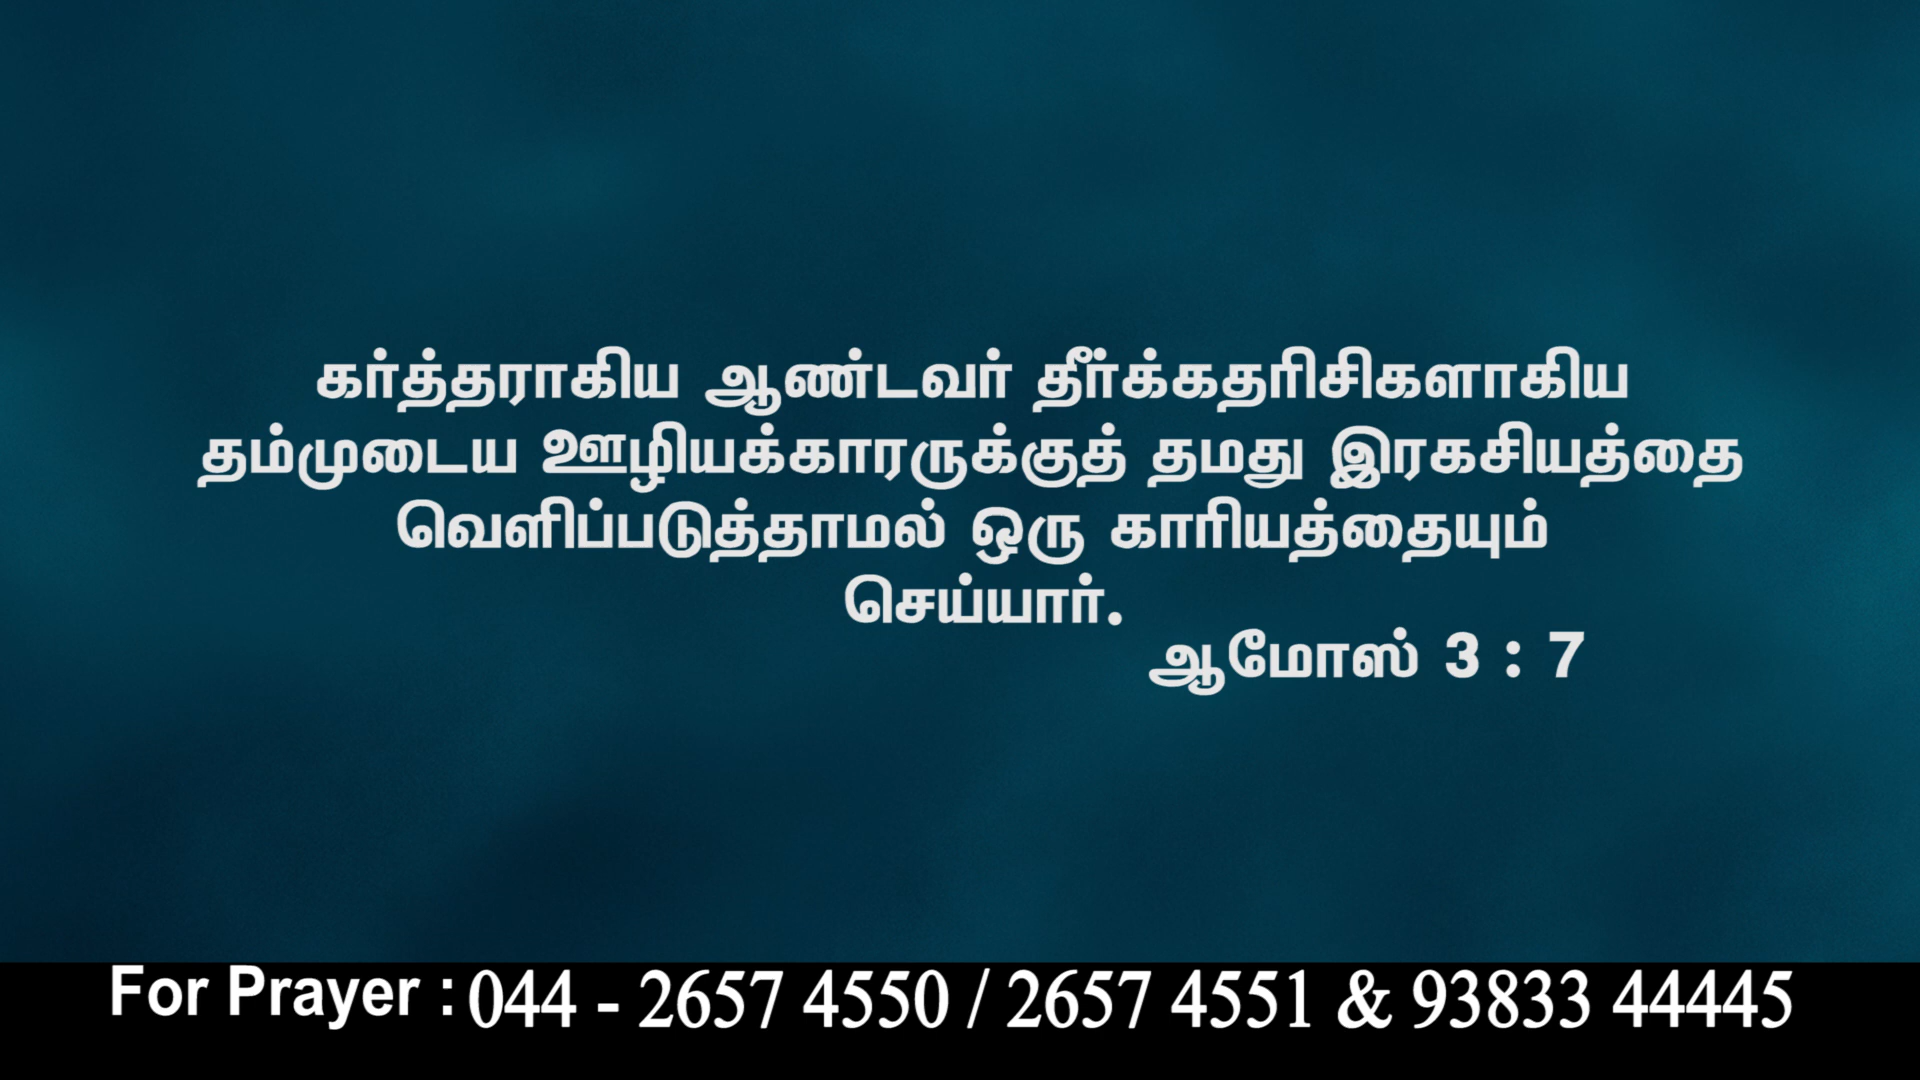 கர்த்தராகிய ஆண்டவர் தீர்க்கதரிசிகளாகிய
தம்முடைய ஊழியக்காரருக்குத் தமது இரகசியத்தை
வெளிப்படுத்தாமல் ஒரு காரியத்தையும்
செய்யார்.
ஆமோஸ் 3 : 7
For Prayer : 044 - 2657 4550 / 2657 4551 & 93833 44445